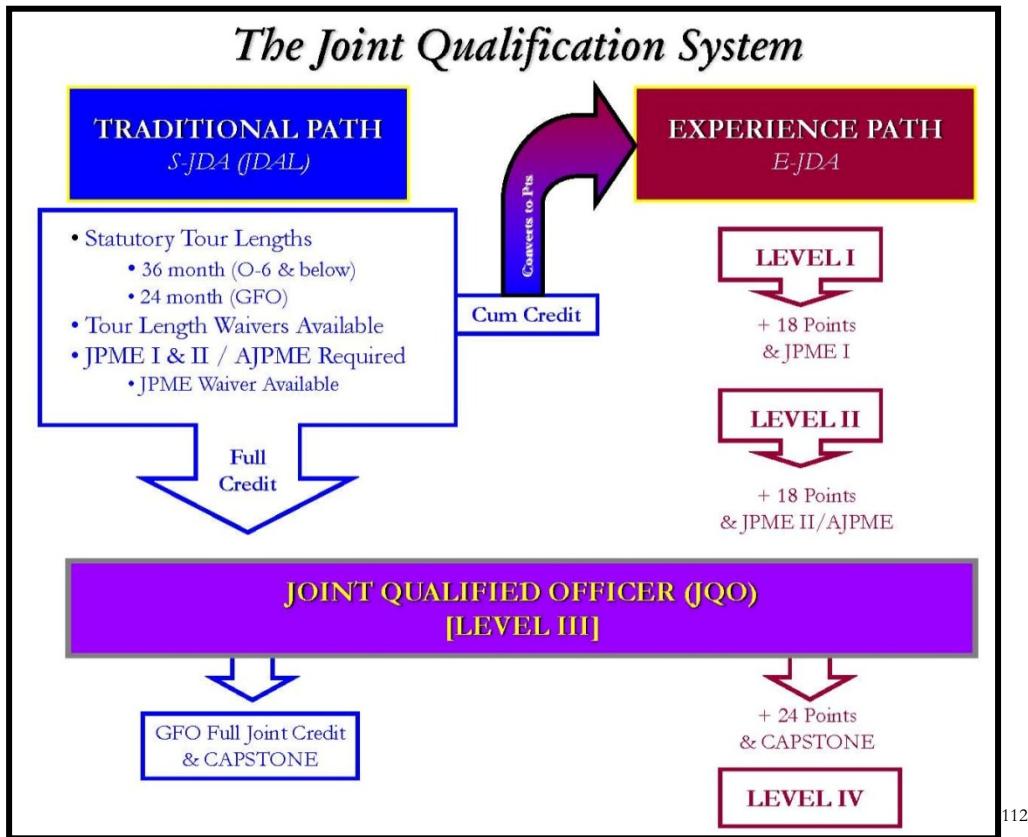 The Joint Qualification System
TRADITIONAL PATH
S-JDA (JDAL)
• Statutory Tour Lengths
• 36 month (O-6 & below)
• 24 month (GFO)
• Tour Length Waivers Available
• JPME I & II / AJPME Required
• JPME Waiver Available
Full
Credit
Cum Credit
Converts to Pts
EXPERIENCE PATH
E-JDA
LEVEL I
+ 18 Points
& JPME I
LEVEL II
+ 18 Points
& JPME II/AJPME
JOINT QUALIFIED OFFICER (JQO)
[LEVEL III]
GFO Full Joint Credit
& CAPSTONE
+ 24 Points
& CAPSTONE
LEVEL IV
112